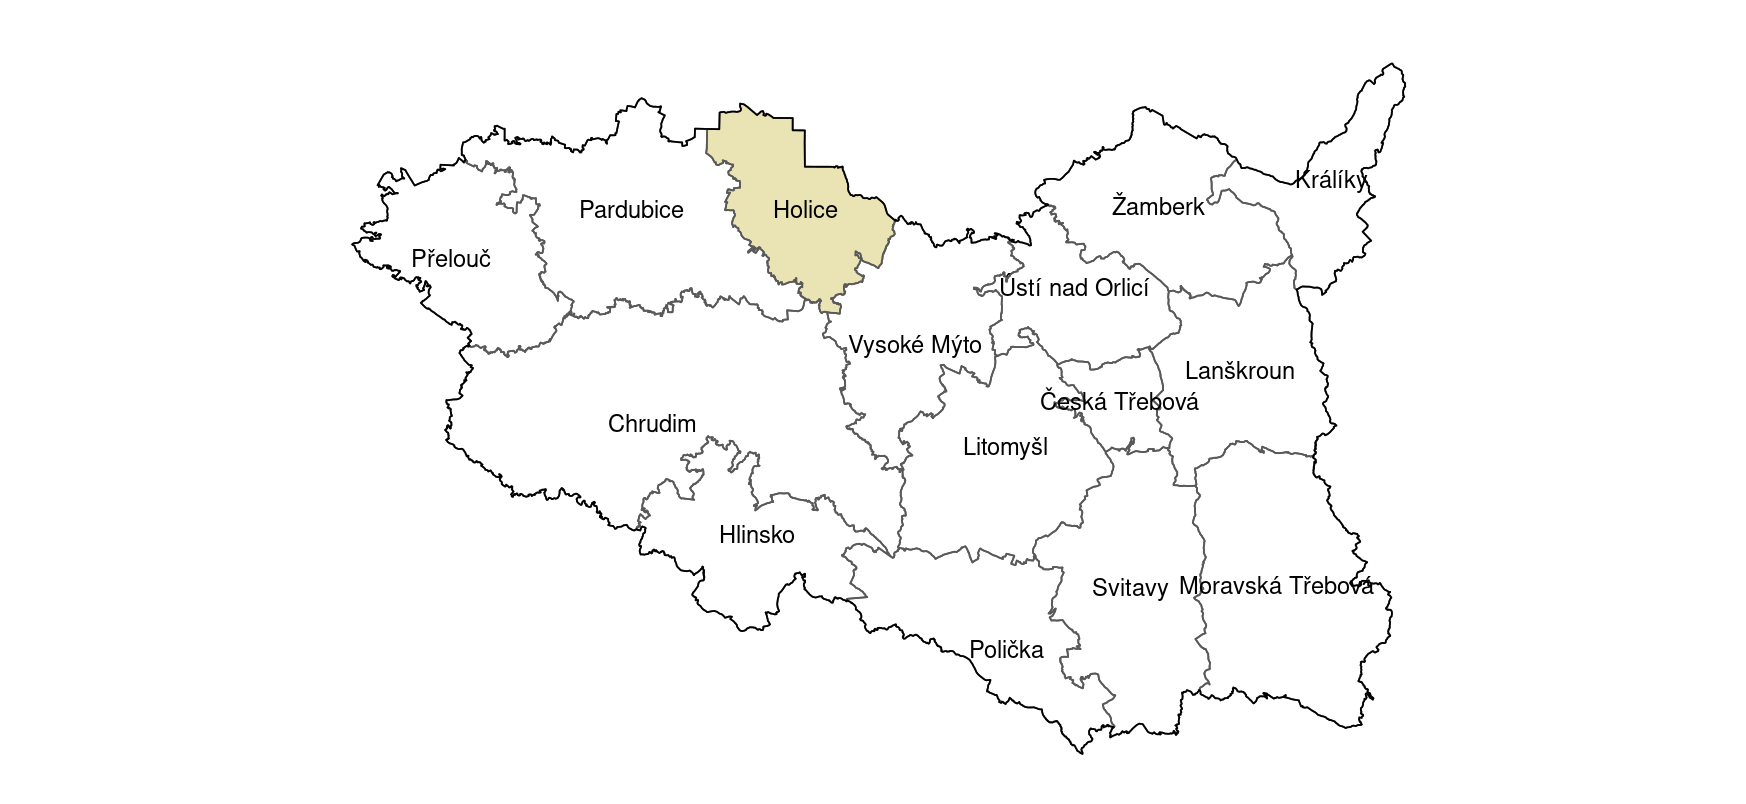 Králíky
Žamberk
Pardubice
Holice
Přelouč
Ústí nad Orlicí
Vysoké Mýto
Lanškroun
Česká Třebová
Chrudim
Litomyšl
Hlinsko
Svitavy
Moravská Třebová
Polička